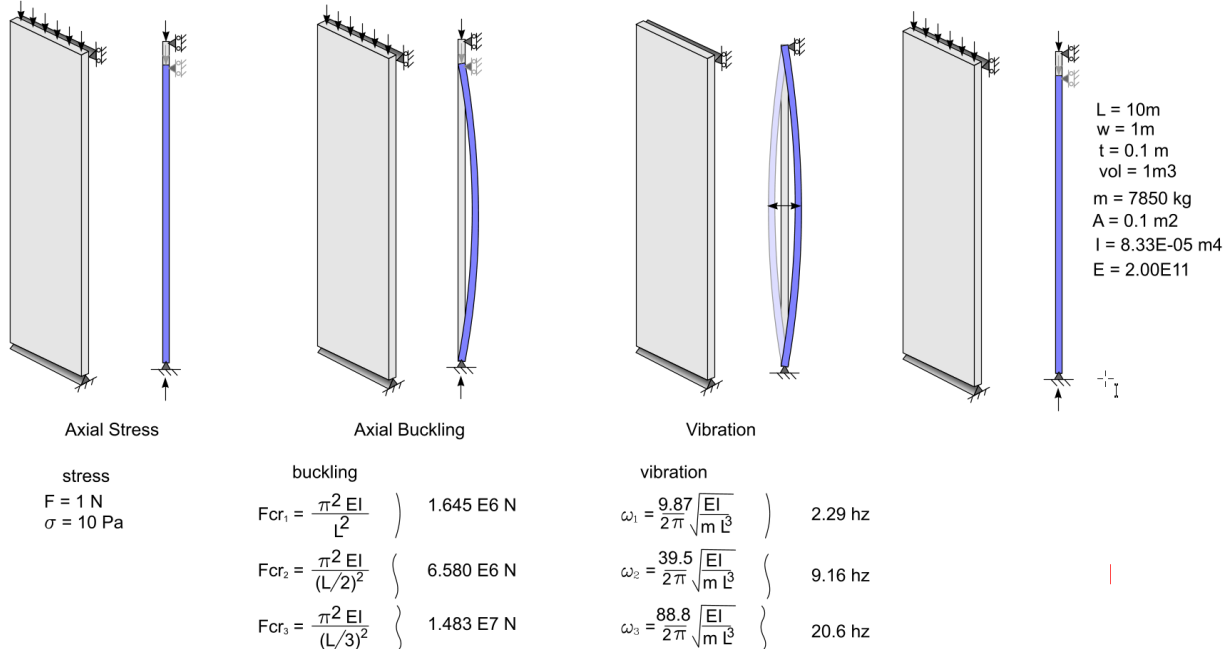 L = 10m
w = 1m
t = 0.1 m
vol = 1m3
m = 7850 kg
A = 0.1 m2
I = 8.33E-05 m4
E = 2.00E11
Axial Stress
Axial Buckling
Vibration
stress
F = 1 N
σ = 10 Pa
buckling
Fcr₁ = π² EI / L² 1.645 E6 N
Fcr₂ = π² EI / (L/2)² 6.580 E6 N
Fcr₃ = π² EI / (L/3)² 1.483 E7 N
vibration
ω₁ = 9.87 / 2π √(EI / m L³) 2.29 hz
ω₂ = 39.5 / 2π √(EI / m L³) 9.16 hz
ω₃ = 88.8 / 2π √(EI / m L³) 20.6 hz